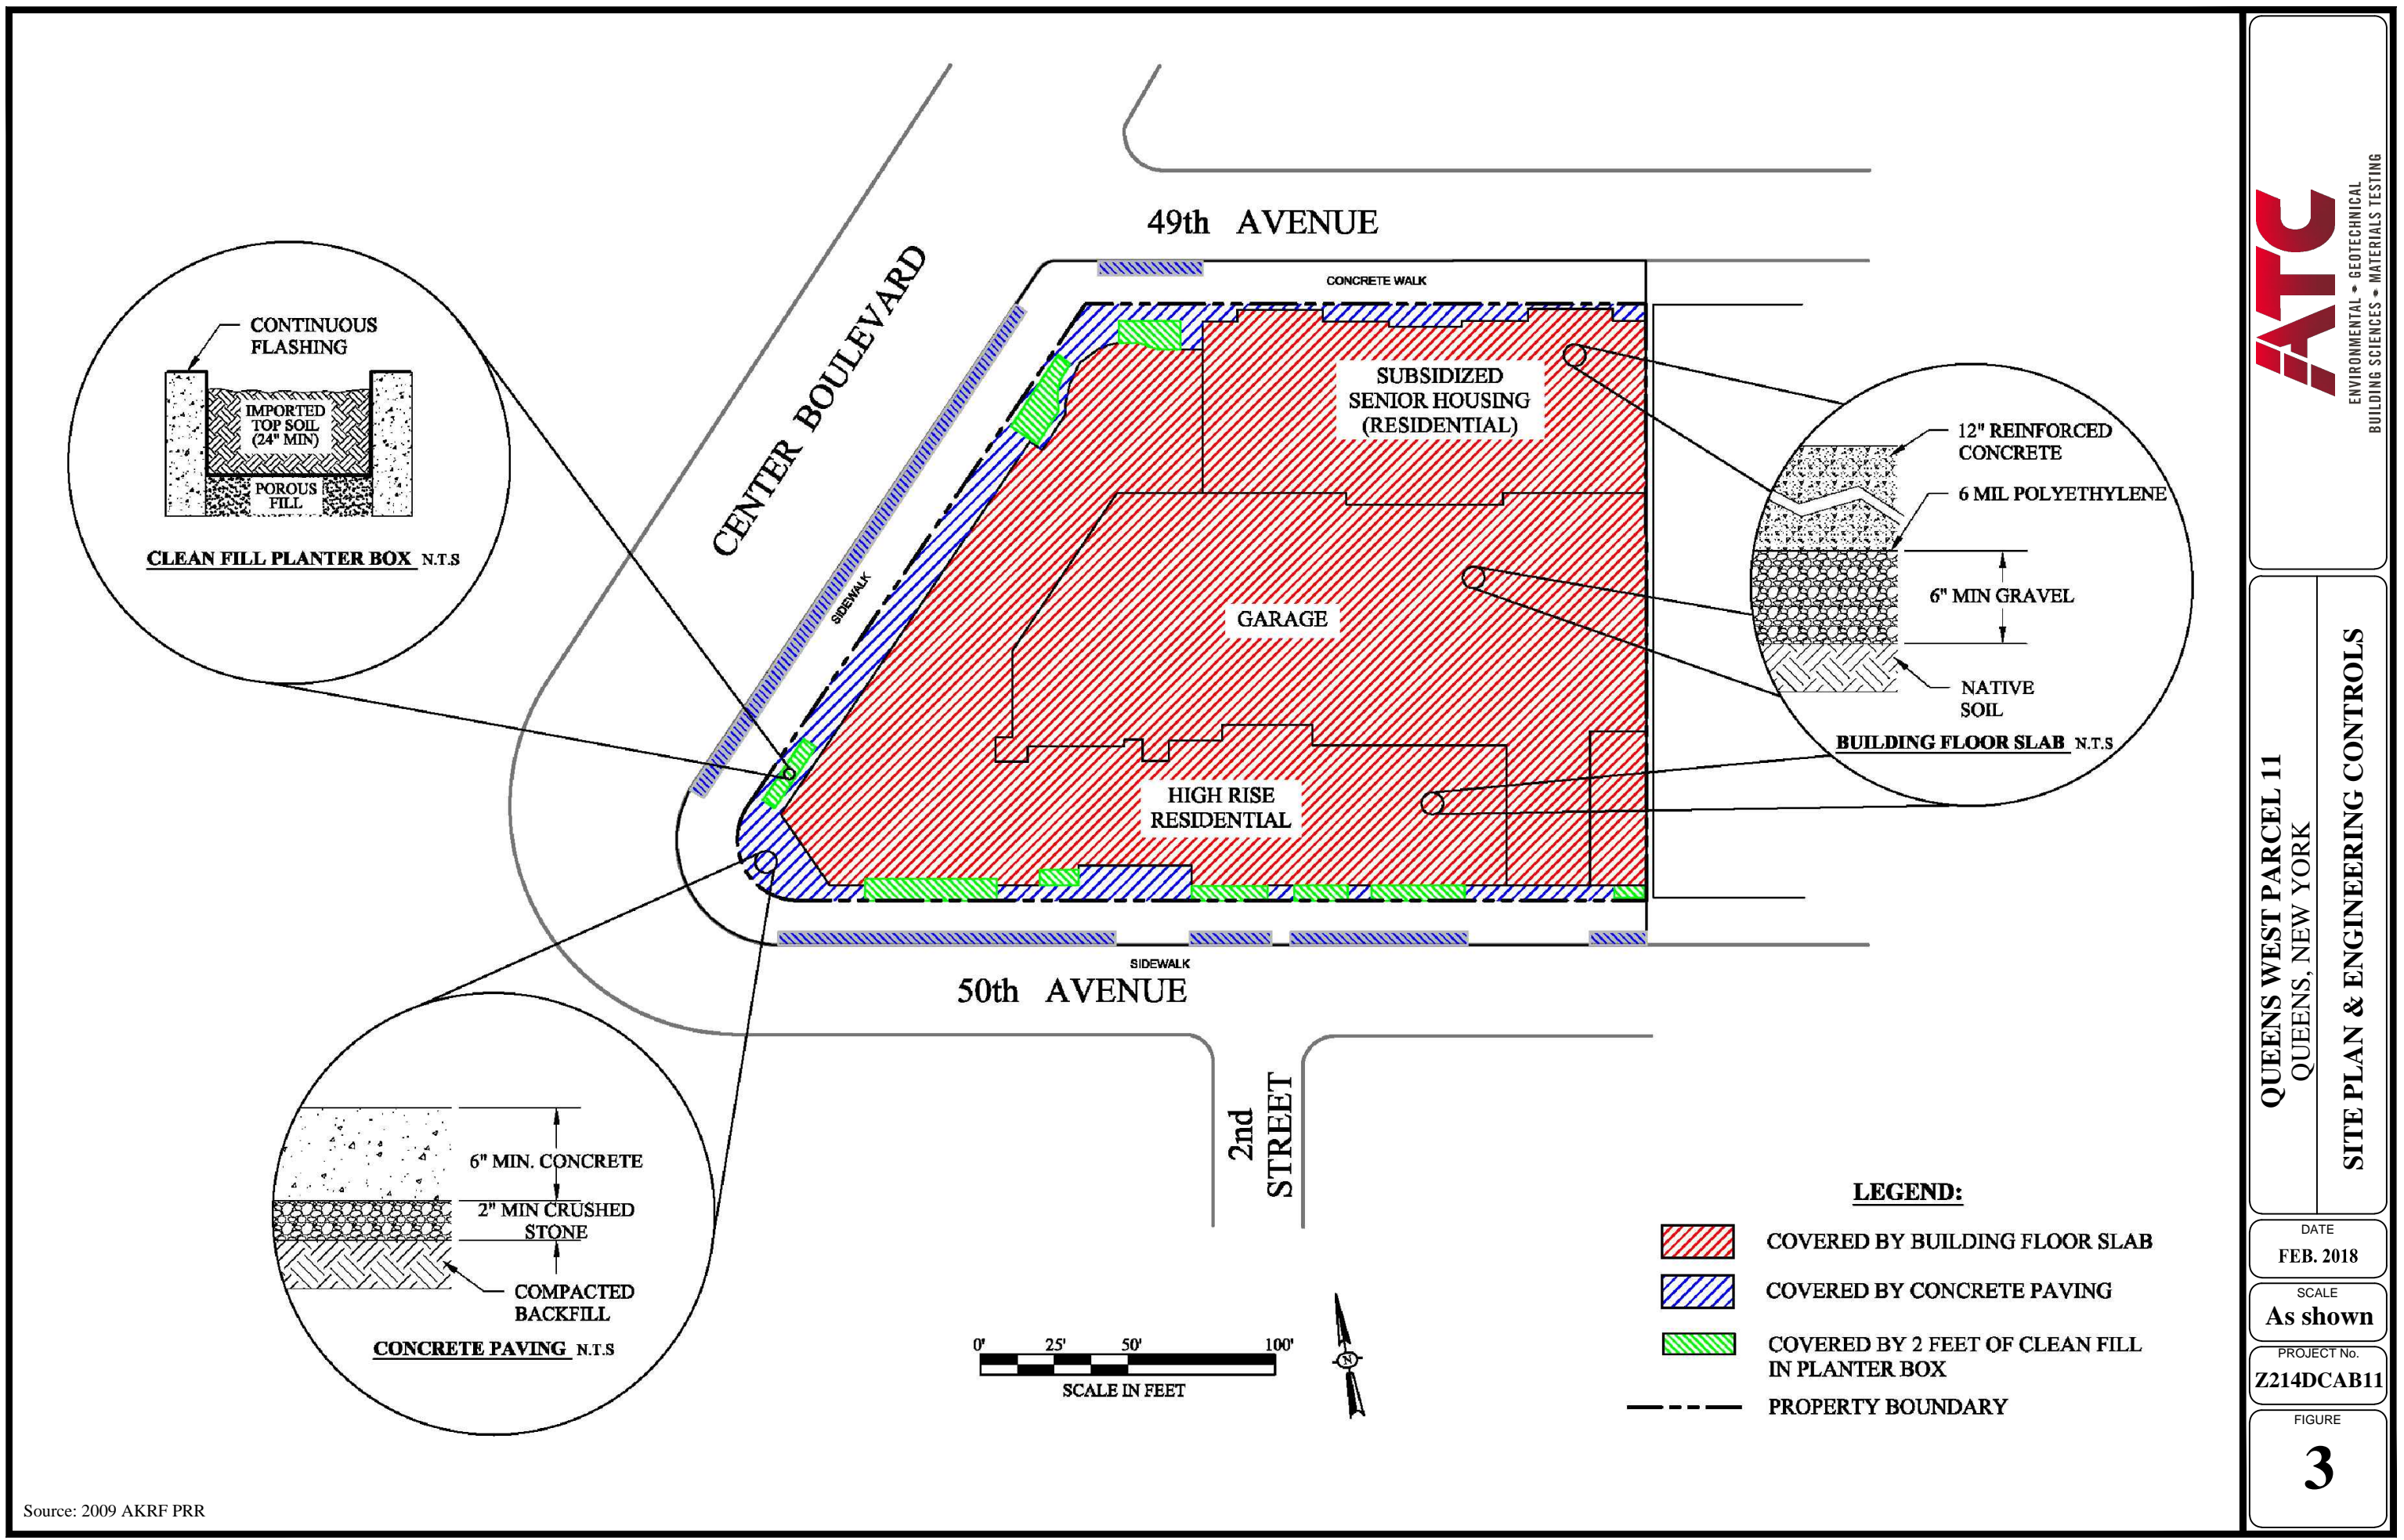 49th AVENUE
CONCRETE WALK
CENTER BOULEVARD
SIDEWALK
CONTINUOUS
FLASHING
IMPORTED
TOP SOIL
(24" MIN)
POROUS
FILL
CLEAN FILL PLANTER BOX N.T.S
SUBSIDIZED
SENIOR HOUSING
(RESIDENTIAL)
GARAGE
HIGH RISE
RESIDENTIAL
12" REINFORCED
CONCRETE
6 MIL POLYETHYLENE
6" MIN GRAVEL
NATIVE
SOIL
BUILDING FLOOR SLAB N.T.S
SIDEWALK
50th AVENUE
2nd
STREET
6" MIN. CONCRETE
2" MIN CRUSHED
STONE
COMPACTED
BACKFILL
CONCRETE PAVING N.T.S
0' 25' 50' 100'
SCALE IN FEET
N
LEGEND:
COVERED BY BUILDING FLOOR SLAB
COVERED BY CONCRETE PAVING
COVERED BY 2 FEET OF CLEAN FILL
IN PLANTER BOX
PROPERTY BOUNDARY
Source: 2009 AKRF PRR
ATC
ENVIRONMENTAL • GEOTECHNICAL
BUILDING SCIENCES • MATERIALS TESTING
QUEENS WEST PARCEL 11
QUEENS, NEW YORK
SITE PLAN & ENGINEERING CONTROLS
DATE
FEB. 2018
SCALE
As shown
PROJECT No.
Z214DCAB11
FIGURE
3